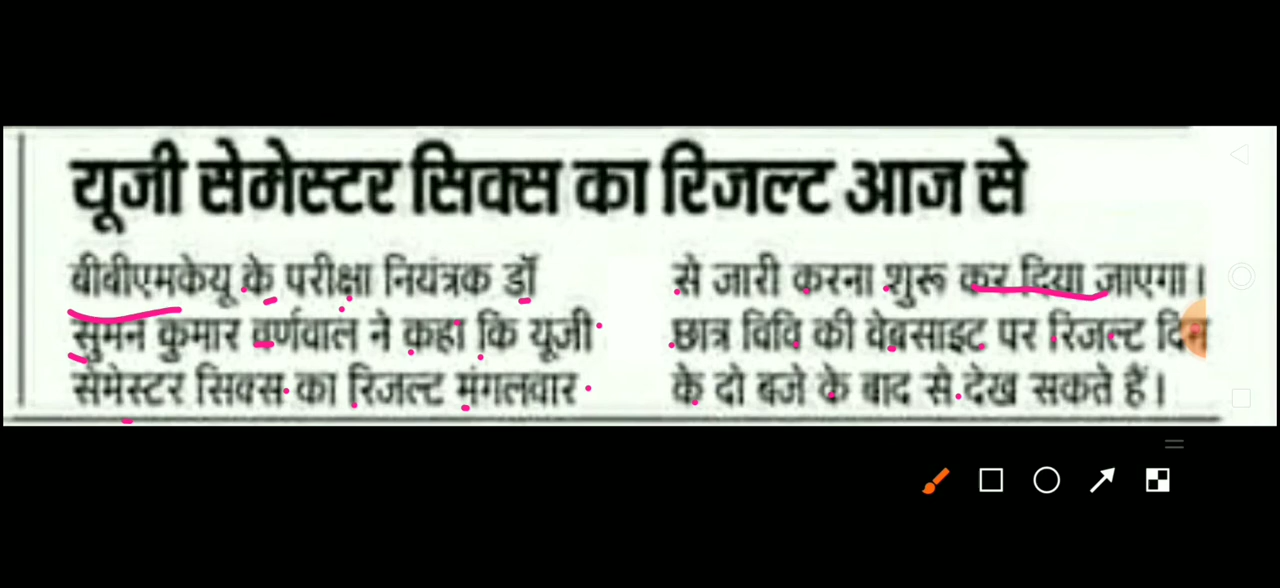 यूजी सेमेस्टर सिक्स का रिजल्ट आज से
बीबीएमकेयू के परीक्षा नियंत्रक डॉ
सुमन कुमार वर्णवाल ने कहा कि यूजी
सेमेस्टर सिक्स का रिजल्ट मंगलवार
से जारी करना शुरू कर दिया जाएगा।
छात्र विवि की वेबसाइट पर रिजल्ट दिन
के दो बजे के बाद से देख सकते हैं।